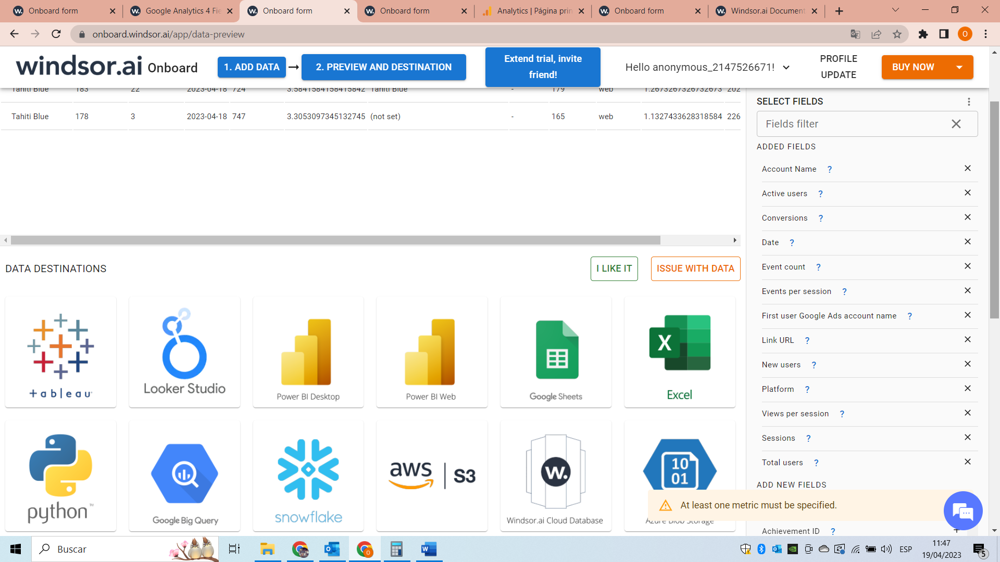 Onboard form
Google Analytics 4 Fie
Onboard form
Onboard form
Analytics | Página prin
Onboard form
Windsor.ai Document
onboard.windsor.ai/app/data-preview
O
windsor.ai Onboard
1. ADD DATA
2. PREVIEW AND DESTINATION
Extend trial, invite
friend!
Hello anonymous_2147526671!
PROFILE
UPDATE
BUY NOW
Tahiti Blue 183 22 2023-04-18 724 3.5841584158415842 Tahiti Blue - 179 web 1.2673267326732673 202
Tahiti Blue 178 3 2023-04-18 747 3.3053097345132745 (not set) - 165 web 1.1327433628318584 226
SELECT FIELDS
Fields filter
ADDED FIELDS
Account Name ?
Active users ?
Conversions ?
Date ?
Event count ?
Events per session ?
First user Google Ads account name ?
Link URL ?
New users ?
Platform ?
Views per session ?
Sessions ?
Total users ?
ADD NEW FIELDS
At least one metric must be specified.
Achievement ID ?
DATA DESTINATIONS
I LIKE IT
ISSUE WITH DATA
tableau
Looker Studio
Power BI Desktop
Power BI Web
Google Sheets
X
Excel
python™
Google Big Query
snowflake
aws | S3
W.
Windsor.ai Cloud Database
10
01
Azure Blob Storage
Buscar
ESP
11:47
19/04/2023
5